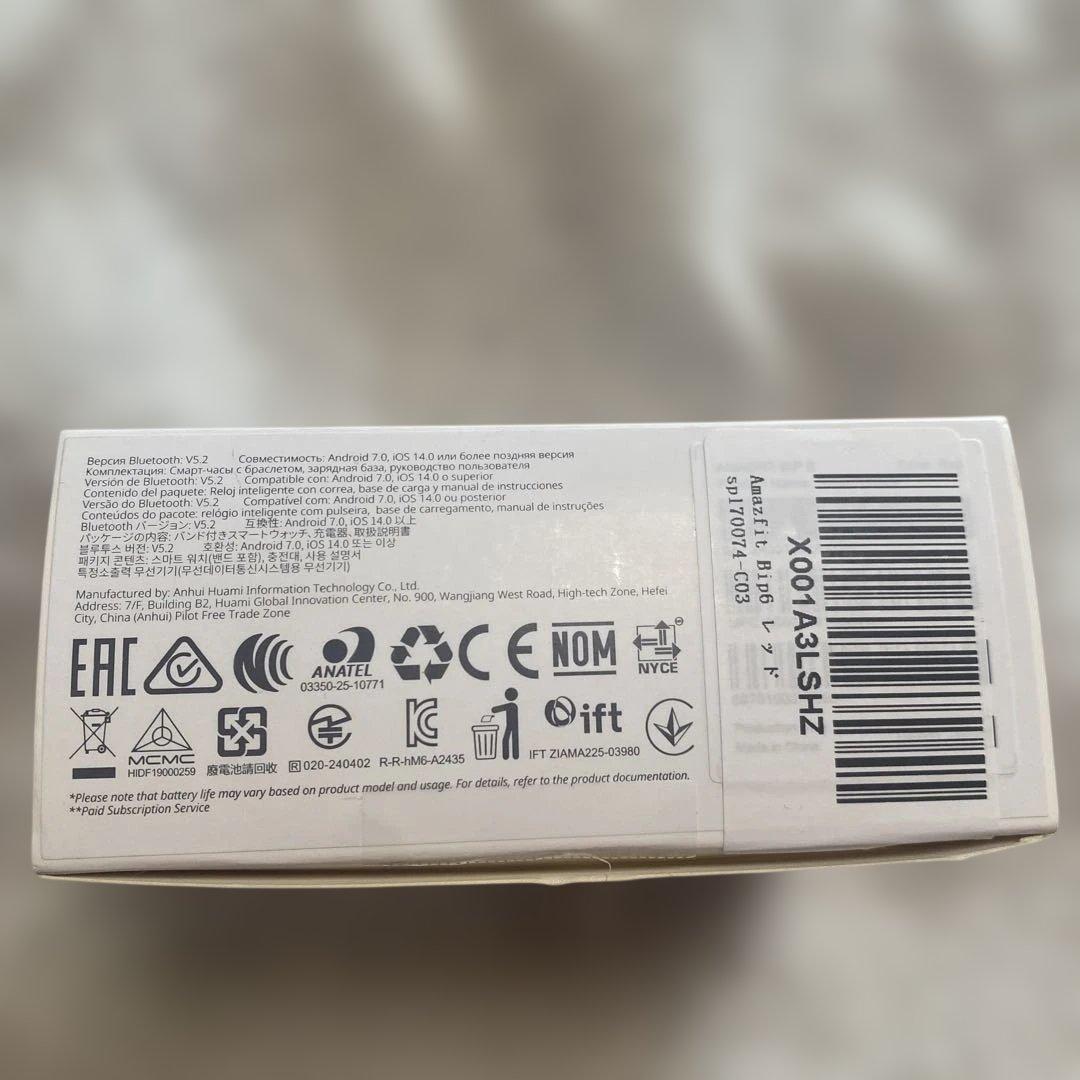 Версия Bluetooth: V5.2 Совместимость: Android 7.0, iOS 14.0 или более поздняя версия
Комплектация: Смарт-часы с браслетом, зарядная база, руководство пользователя
Versión de Bluetooth: V5.2 Compatible con: Android 7.0, iOS 14.0 o superior
Contenido del paquete: Reloj inteligente con correa, base de carga y manual de instrucciones
Versão do Bluetooth: V5.2 Compatível com: Android 7.0, iOS 14.0 ou posterior
Conteúdos do pacote: relógio inteligente com pulseira, base de carregamento, manual de instruções
Bluetooth バージョン: V5.2 互換性: Android 7.0, iOS 14.0 以上
パッケージの内容: バンド付きスマートウォッチ、充電器、取扱説明書
블루투스 버전: V5.2 호환성: Android 7.0, iOS 14.0 또는 이상
패키지 콘텐츠: 스마트 워치(밴드 포함), 충전대, 사용 설명서
특정소출력 무선기기(무선데이터통신시스템용 무선기기)
Manufactured by: Anhui Huami Information Technology Co., Ltd.
Address: 7/F, Building B2, Huami Global Innovation Center, No. 900, Wangjiang West Road, High-tech Zone, Hefei
City, China (Anhui) Pilot Free Trade Zone
EAC
ANATEL
03350-25-10771
CE
NOM
NYCE
MCMC
HIDF19000259
廢電池請回收
R 020-240402
KC
R-R-hM6-A2435
ift
IFT ZIAMA225-03980
*Please note that battery life may vary based on product model and usage. For details, refer to the product documentation.
**Paid Subscription Service
X001A3LSHZ
Amazfit Bip6 レッド
sp170074-C03
Made in China